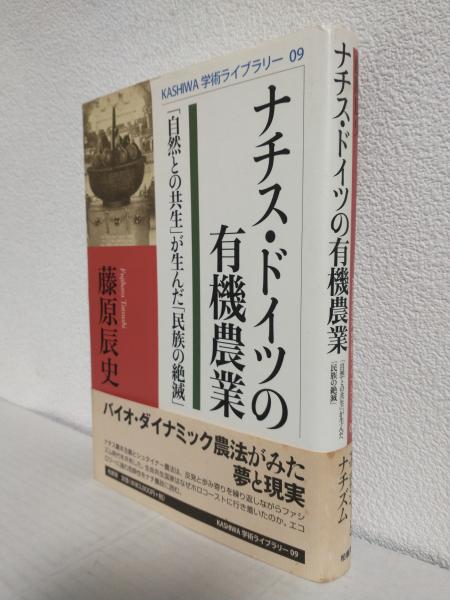 KASHIWA 学術ライブラリー 09
ナチス・ドイツの
有機農業
「自然との共生」が生んだ「民族の絶滅」
Fujihara Tatsushi
藤原辰史
バイオ・ダイナミック農法がみた
夢と現実
KASHIWA 学術ライブラリー 09
ナチス・ドイツの有機農業
「自然との共生」が生んだ
「民族の絶滅」
ナチズム